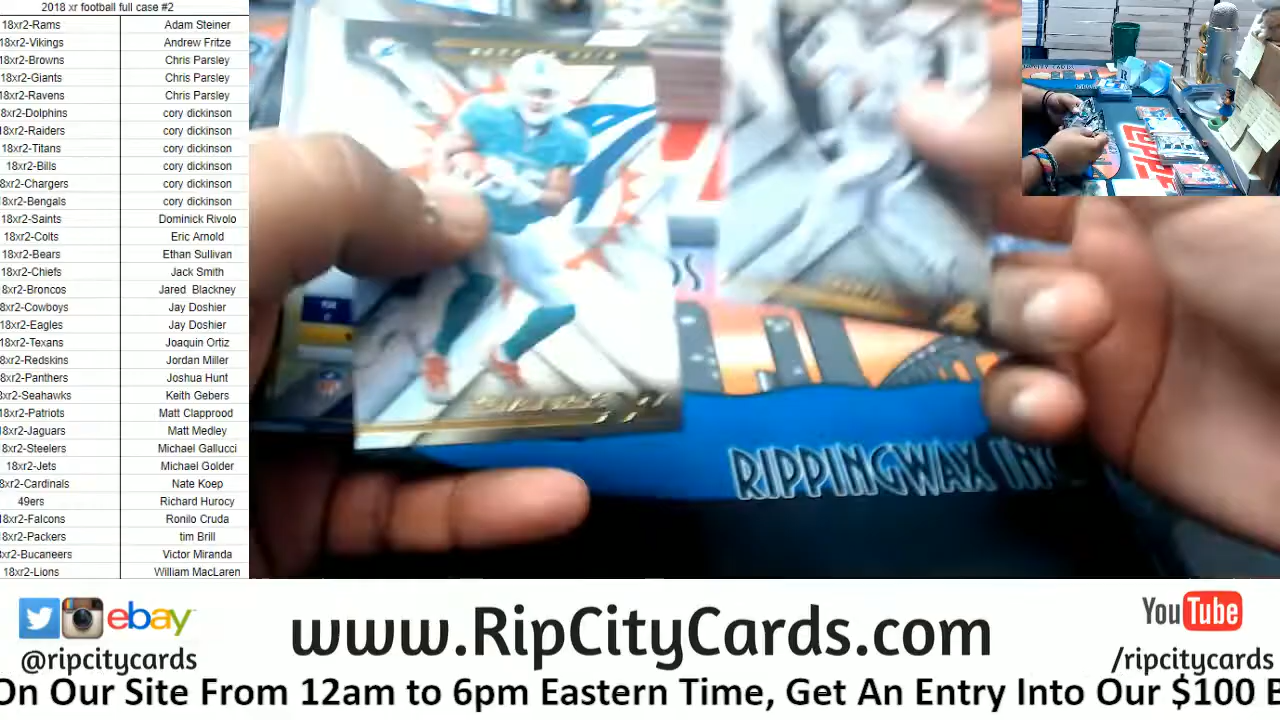 2018 xr football full case #2
18xr2-Rams Adam Steiner
18xr2-Vikings Andrew Fritze
18xr2-Browns Chris Parsley
18xr2-Giants Chris Parsley
18xr2-Ravens Chris Parsley
8xr2-Dolphins cory dickinson
18xr2-Raiders cory dickinson
18xr2-Titans cory dickinson
18xr2-Bills cory dickinson
8xr2-Chargers cory dickinson
8xr2-Bengals cory dickinson
18xr2-Saints Dominick Rivolo
18xr2-Colts Eric Arnold
18xr2-Bears Ethan Sullivan
18xr2-Chiefs Jack Smith
8xr2-Broncos Jared Blackney
8xr2-Cowboys Jay Doshier
18xr2-Eagles Jay Doshier
18xr2-Texans Joaquin Ortiz
8xr2-Redskins Jordan Miller
8xr2-Panthers Joshua Hunt
8xr2-Seahawks Keith Gebers
18xr2-Patriots Matt Clapprood
18xr2-Jaguars Matt Medley
8xr2-Steelers Michael Gallucci
18xr2-Jets Michael Golder
8xr2-Cardinals Nate Koep
49ers Richard Hurocy
18xr2-Falcons Ronilo Cruda
18xr2-Packers tim Brill
xr2-Bucaneers Victor Miranda
18xr2-Lions William MacLaren
RIPPINGWAX INC
TOPPS
ebay
@ripcitycards
www.RipCityCards.com
YouTube
/ripcitycards
On Our Site From 12am to 6pm Eastern Time, Get An Entry Into Our $100 B